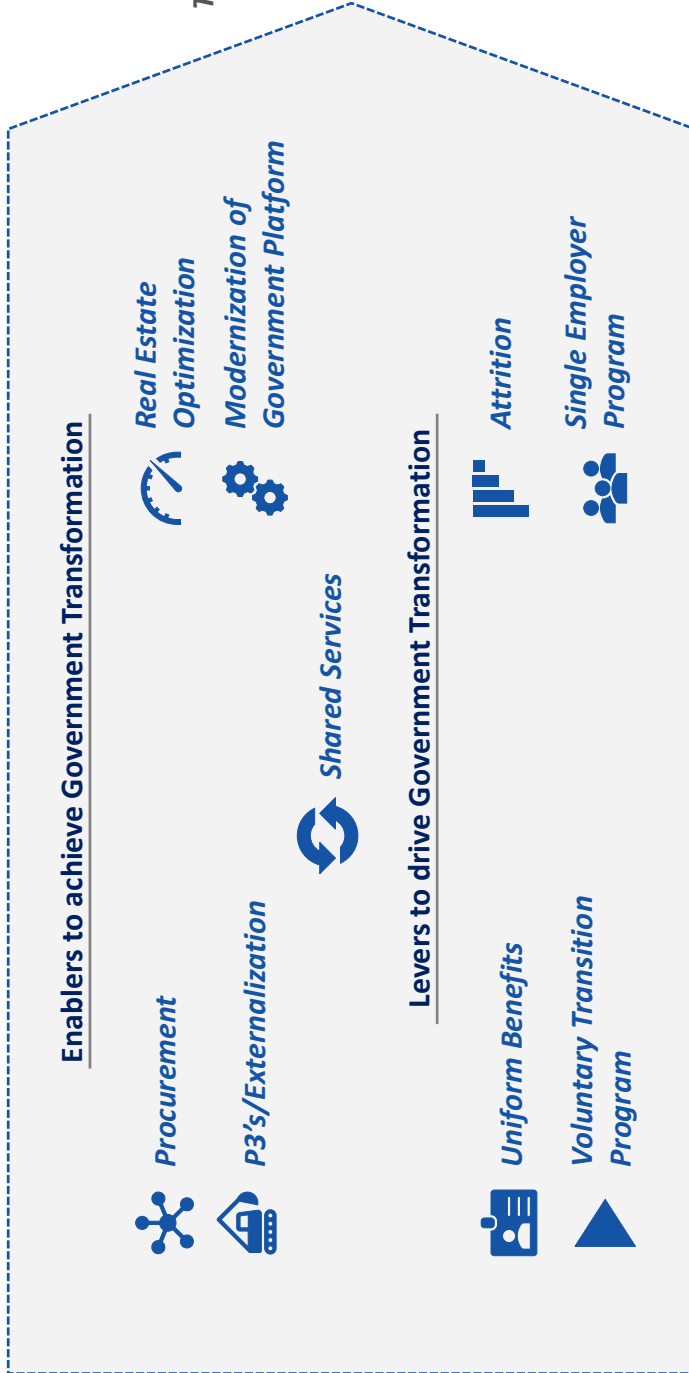 Enablers to achieve Government Transformation
Procurement
P3's/Externalization
Shared Services
Real Estate
Optimization
Modernization of
Government Platform
Levers to drive Government Transformation
Uniform Benefits
Voluntary Transition
Program
Attrition
Single Employer
Program